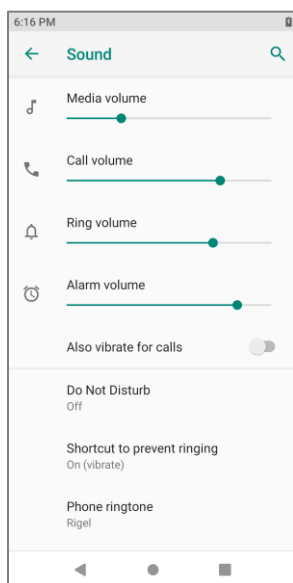 6:16 PM
Sound
Media volume
Call volume
Ring volume
Alarm volume
Also vibrate for calls
Do Not Disturb
Off
Shortcut to prevent ringing
On (vibrate)
Phone ringtone
Rigel